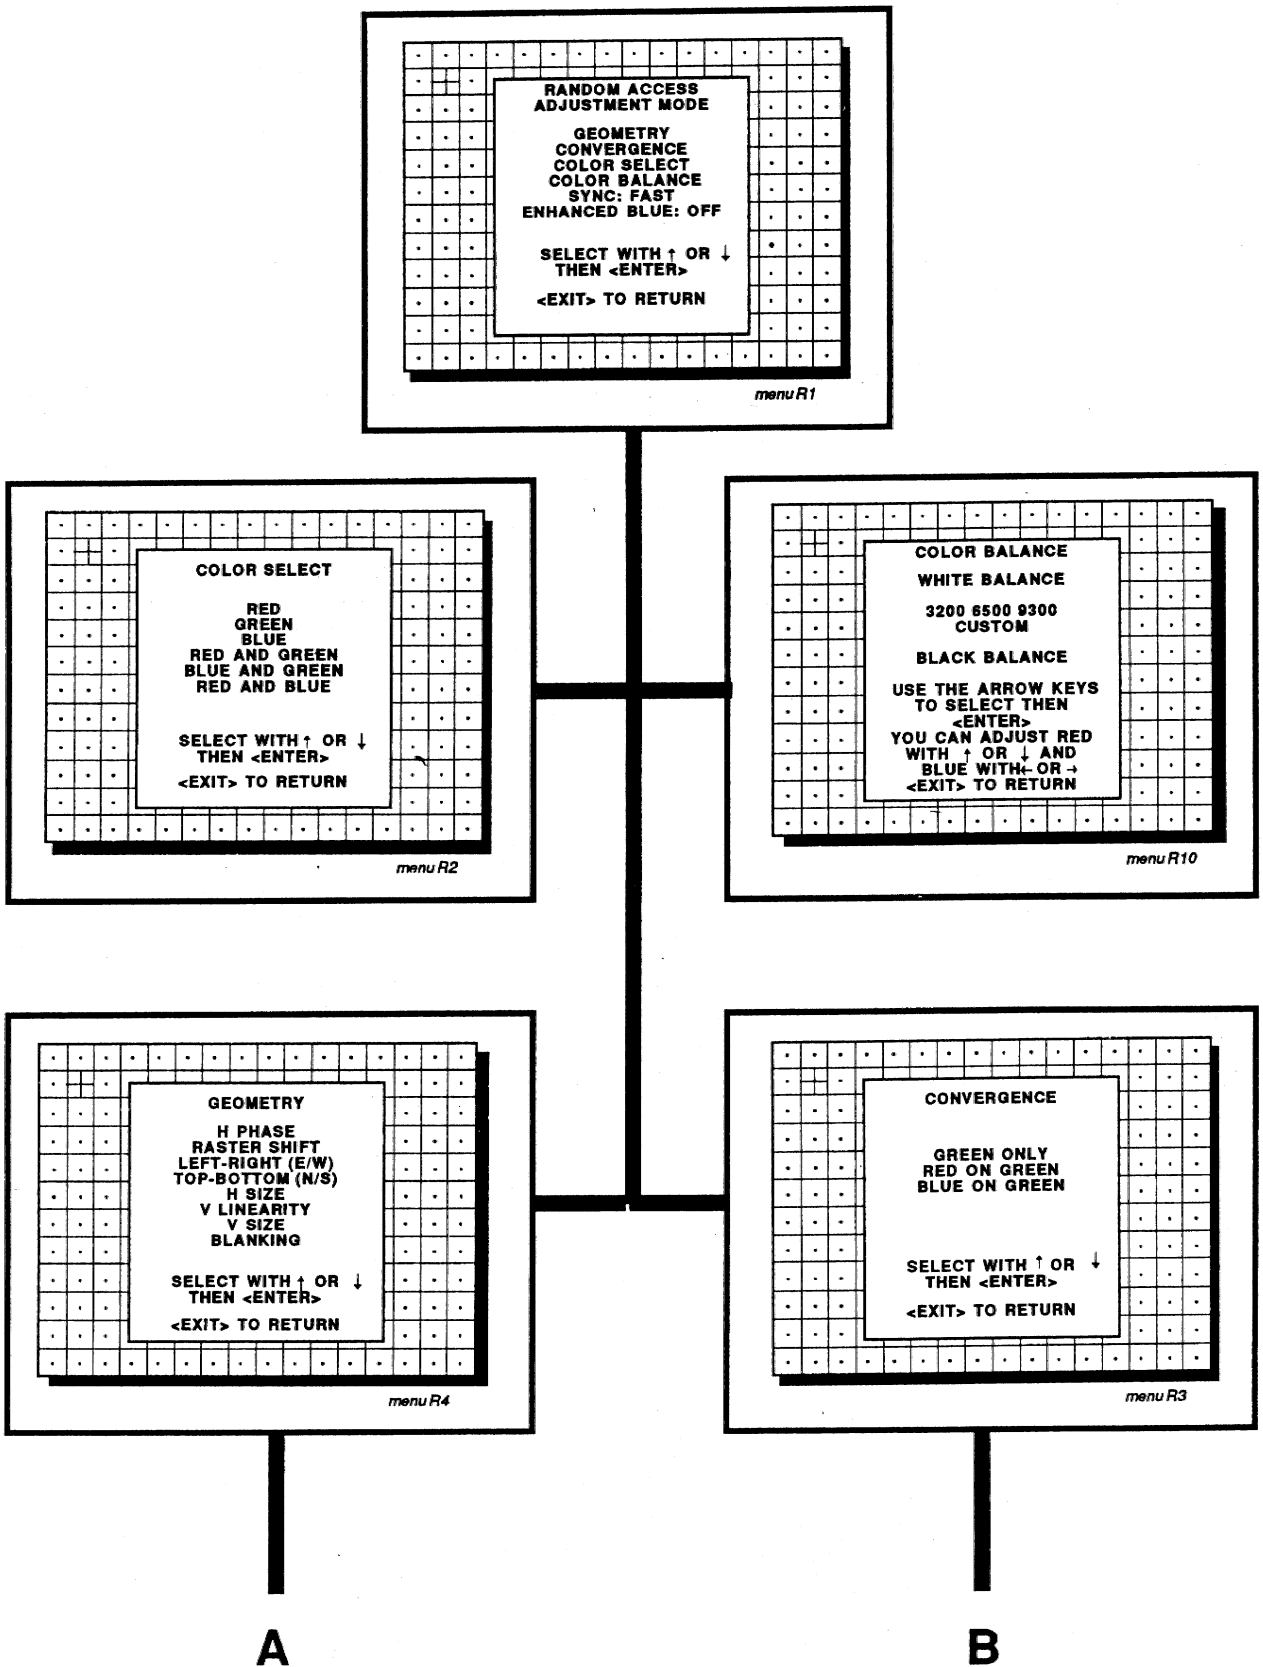 RANDOM ACCESS
ADJUSTMENT MODE
GEOMETRY
CONVERGENCE
COLOR SELECT
COLOR BALANCE
SYNC: FAST
ENHANCED BLUE: OFF
SELECT WITH ↑ OR ↓
THEN <ENTER>
<EXIT> TO RETURN
menu R1
COLOR SELECT
RED
GREEN
BLUE
RED AND GREEN
BLUE AND GREEN
RED AND BLUE
SELECT WITH ↑ OR ↓
THEN <ENTER>
<EXIT> TO RETURN
menu R2
COLOR BALANCE
WHITE BALANCE
3200 6500 9300
CUSTOM
BLACK BALANCE
USE THE ARROW KEYS
TO SELECT THEN
<ENTER>
YOU CAN ADJUST RED
WITH ↑ OR ↓ AND
BLUE WITH ← OR →
<EXIT> TO RETURN
menu R10
GEOMETRY
H PHASE
RASTER SHIFT
LEFT-RIGHT (E/W)
TOP-BOTTOM (N/S)
H SIZE
V LINEARITY
V SIZE
BLANKING
SELECT WITH ↑ OR ↓
THEN <ENTER>
<EXIT> TO RETURN
menu R4
CONVERGENCE
GREEN ONLY
RED ON GREEN
BLUE ON GREEN
SELECT WITH ↑ OR ↓
THEN <ENTER>
<EXIT> TO RETURN
menu R3
A
B